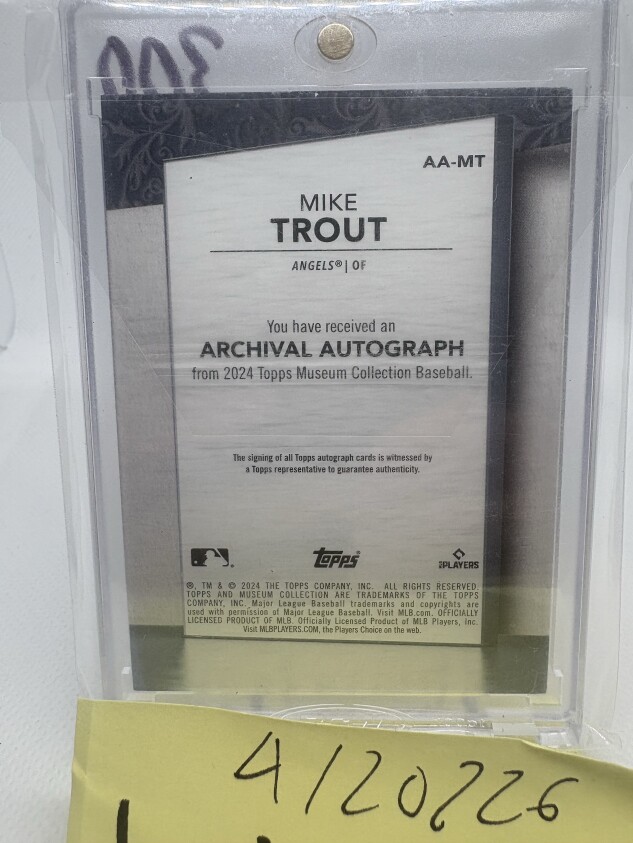 300
AA-MT
MIKE
TROUT
ANGELS® | OF
You have received an
ARCHIVAL AUTOGRAPH
from 2024 Topps Museum Collection Baseball.
The signing of all Topps autograph cards is witnessed by
a Topps representative to guarantee authenticity.
topps PLAYERS
®, TM & © 2024 THE TOPPS COMPANY, INC. ALL RIGHTS RESERVED.
TOPPS AND MUSEUM COLLECTION ARE TRADEMARKS OF THE TOPPS
COMPANY, INC. Major League Baseball trademarks and copyrights are
used with permission of Major League Baseball. Visit MLB.com. OFFICIALLY
LICENSED PRODUCT OF MLB. Officially Licensed Product of MLB Players, Inc.
Visit MLBPLAYERS.COM, the Players Choice on the web.
4/20226